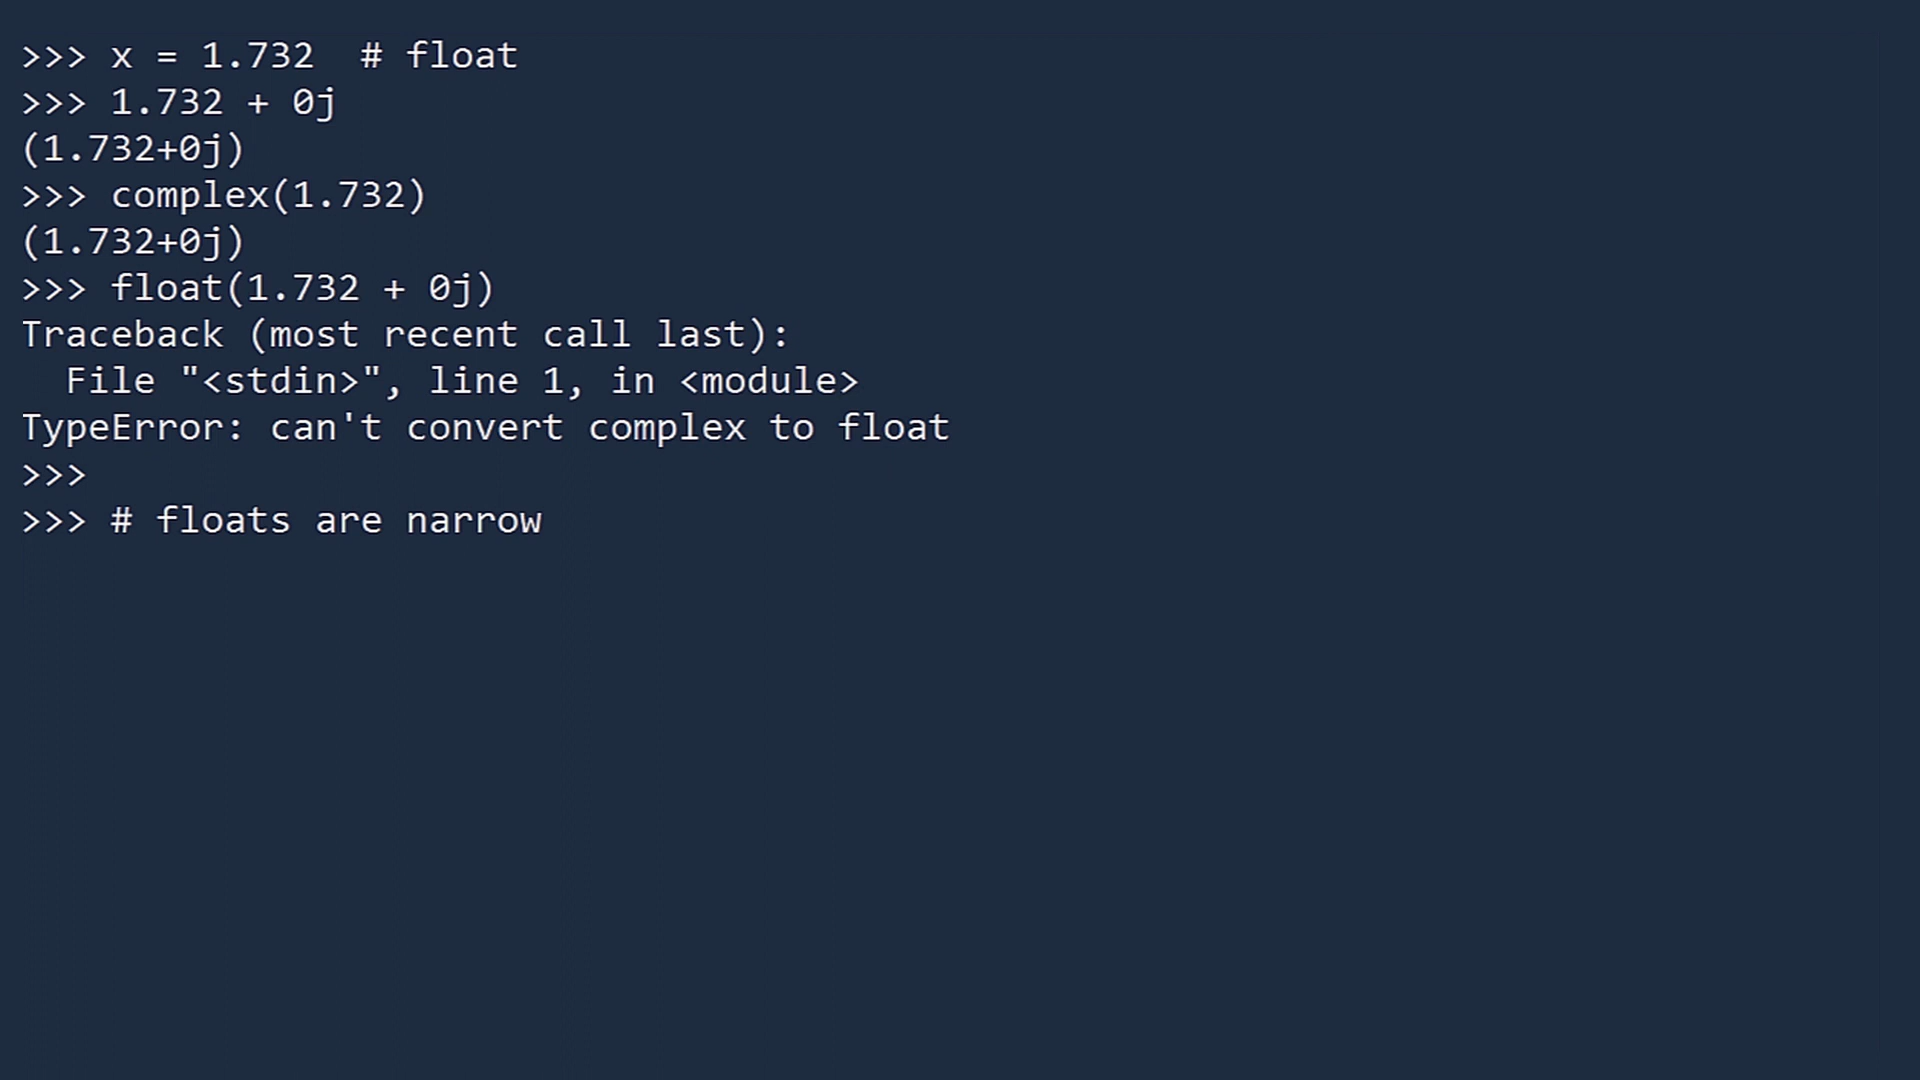 >>> x = 1.732  # float
>>> 1.732 + 0j
(1.732+0j)
>>> complex(1.732)
(1.732+0j)
>>> float(1.732 + 0j)
Traceback (most recent call last):
  File "<stdin>", line 1, in <module>
TypeError: can't convert complex to float
>>>
>>> # floats are narrow